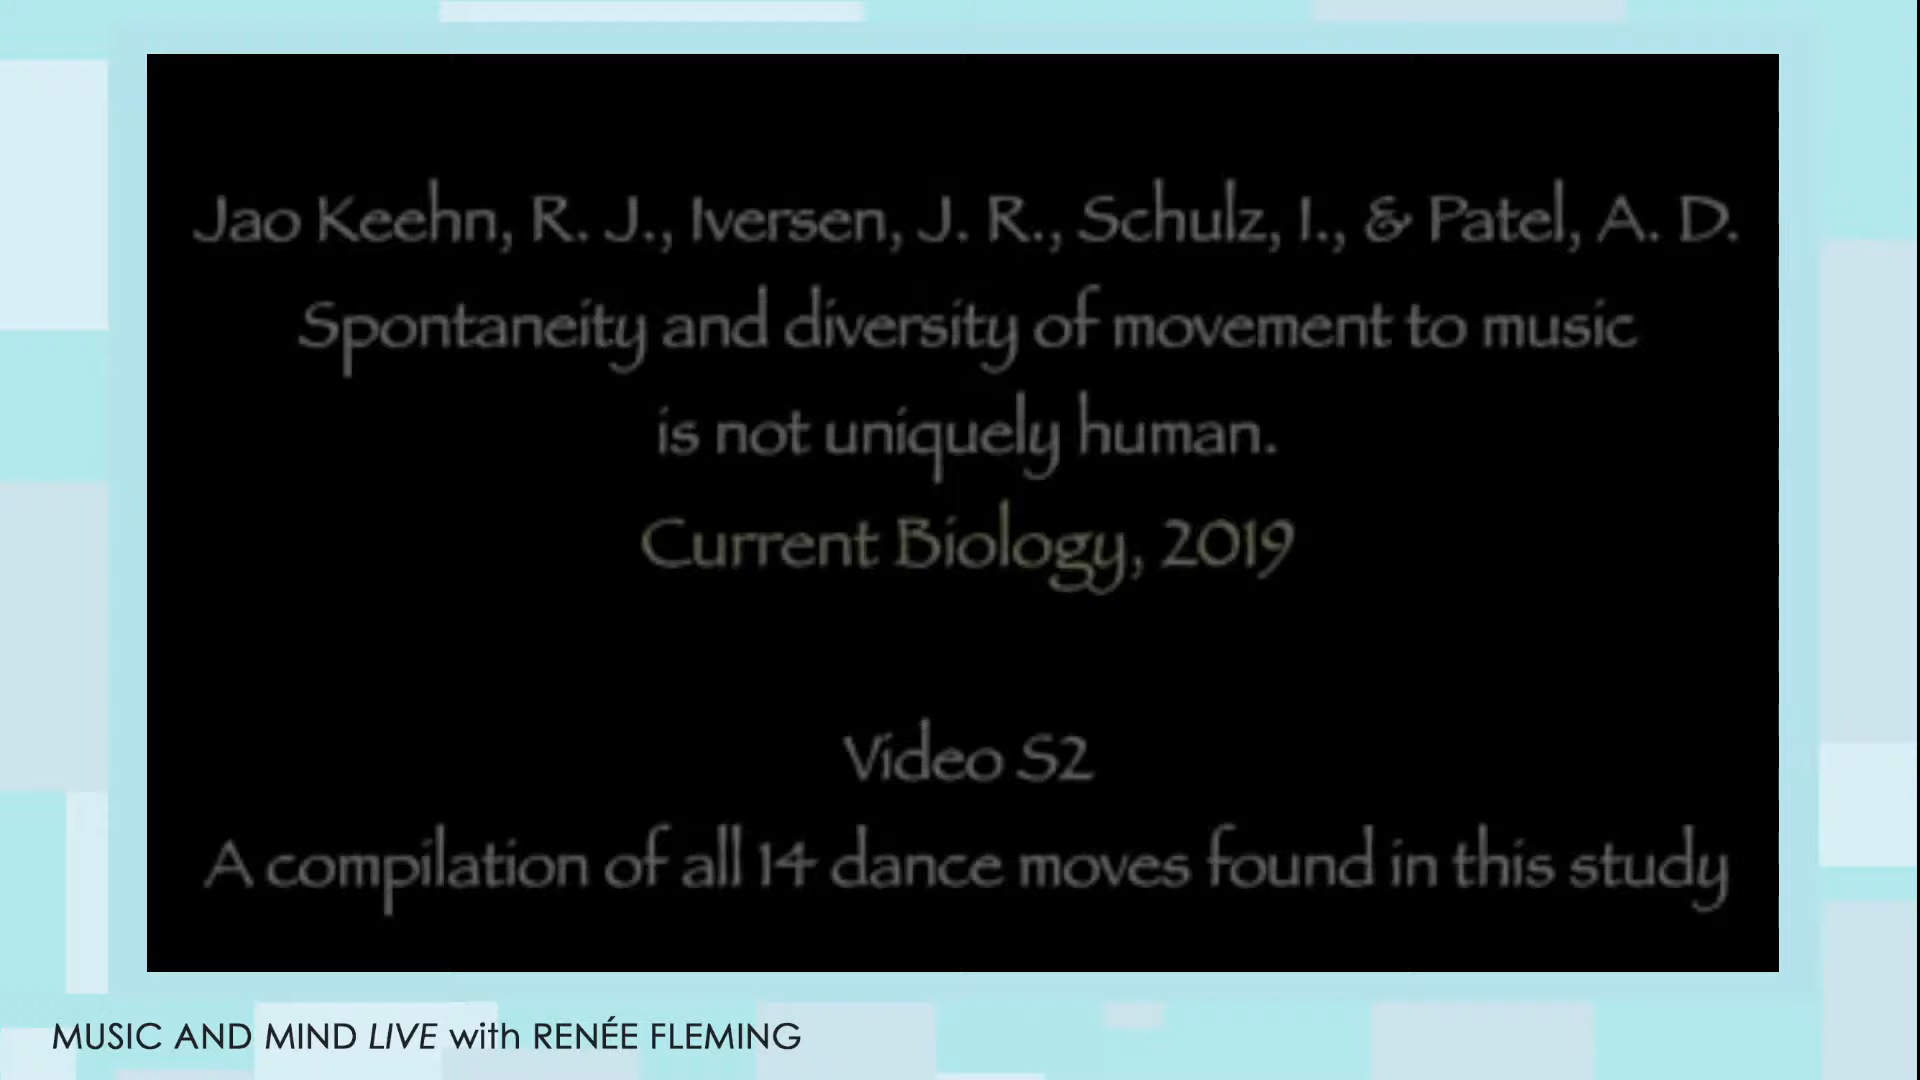 Jao Keehn, R. J., Iversen, J. R., Schulz, I., & Patel, A. D.
Spontaneity and diversity of movement to music
is not uniquely human.
Current Biology, 2019
Video S2
A compilation of all 14 dance moves found in this study
MUSIC AND MIND LIVE with RENÉE FLEMING